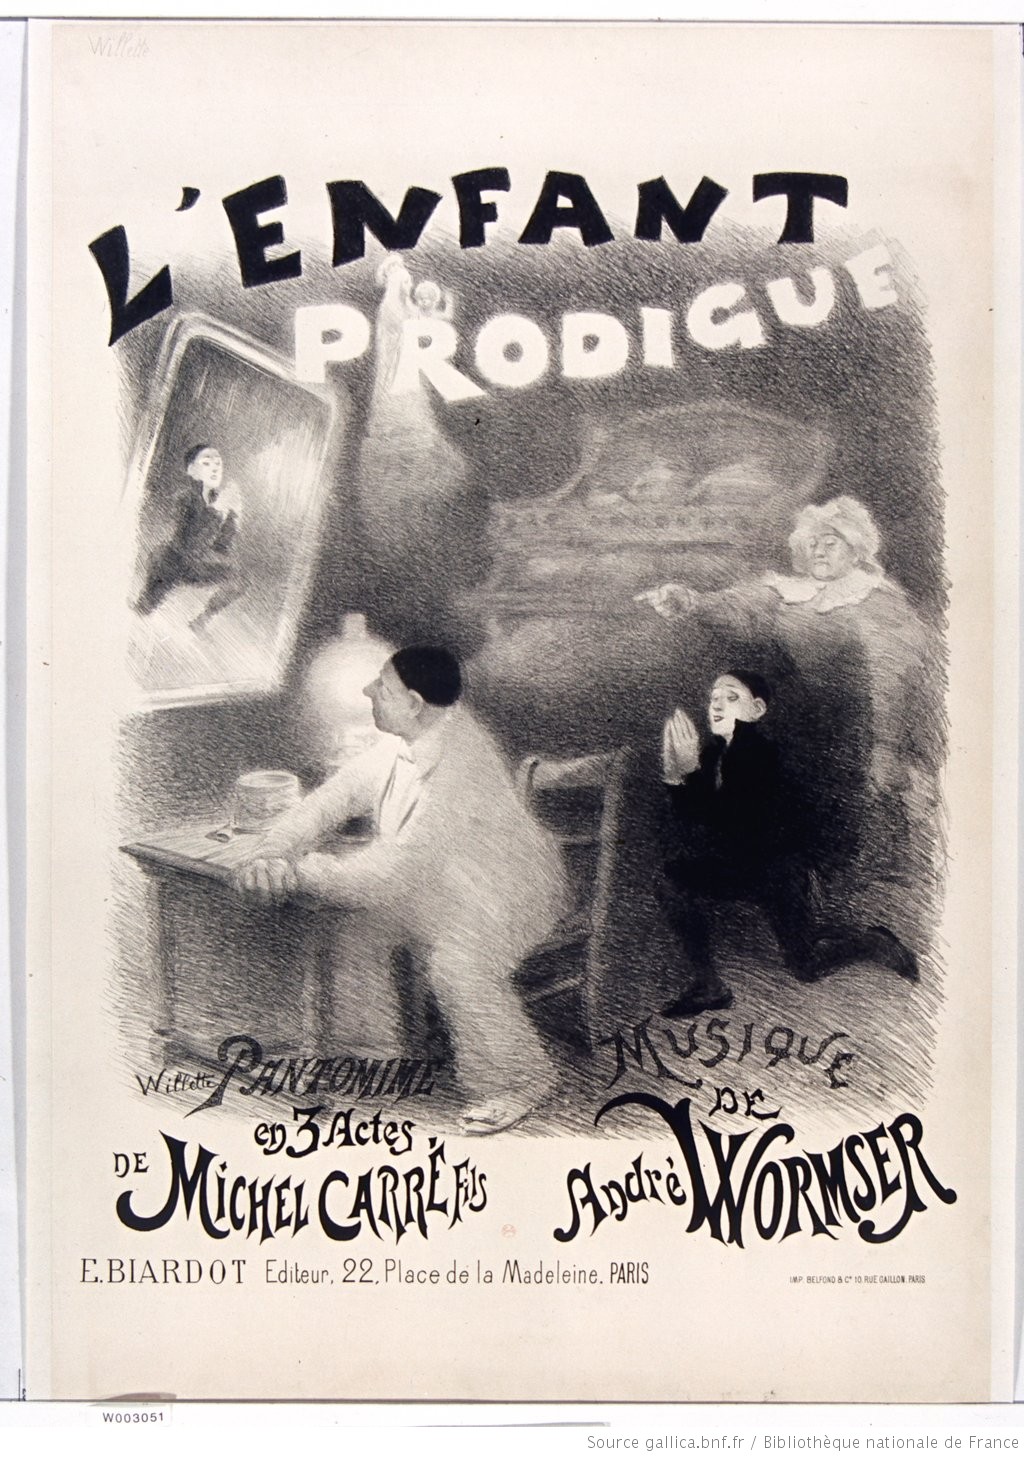 Willette
L'ENFANT
PRODIGUE
Willette
PANTOMIME
en 3 Actes
DE MICHEL CARRÉ FILS
MUSIQUE
DE
André WORMSER
E. BIARDOT Editeur, 22, Place de la Madeleine. PARIS
IMP. BELFOND & Cie 10, RUE GAILLON. PARIS
W003051
Source gallica.bnf.fr / Bibliothèque nationale de France